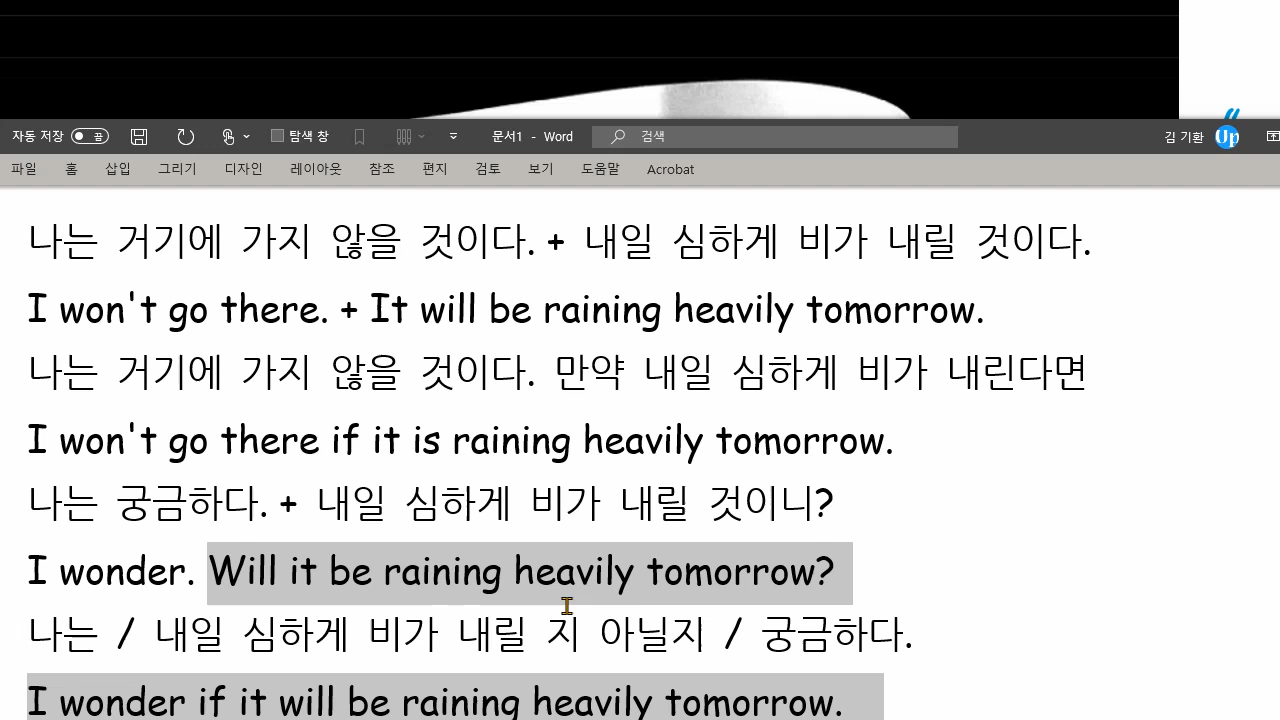 자동 저장 끔 탐색 창 문서1 - Word 검색 김 기환 Up
파일 홈 삽입 그리기 디자인 레이아웃 참조 편지 검토 보기 도움말 Acrobat
나는 거기에 가지 않을 것이다. + 내일 심하게 비가 내릴 것이다.
I won't go there. + It will be raining heavily tomorrow.
나는 거기에 가지 않을 것이다. 만약 내일 심하게 비가 내린다면
I won't go there if it is raining heavily tomorrow.
나는 궁금하다. + 내일 심하게 비가 내릴 것이니?
I wonder. Will it be raining heavily tomorrow?
나는 / 내일 심하게 비가 내릴 지 아닐지 / 궁금하다.
I wonder if it will be raining heavily tomorrow.